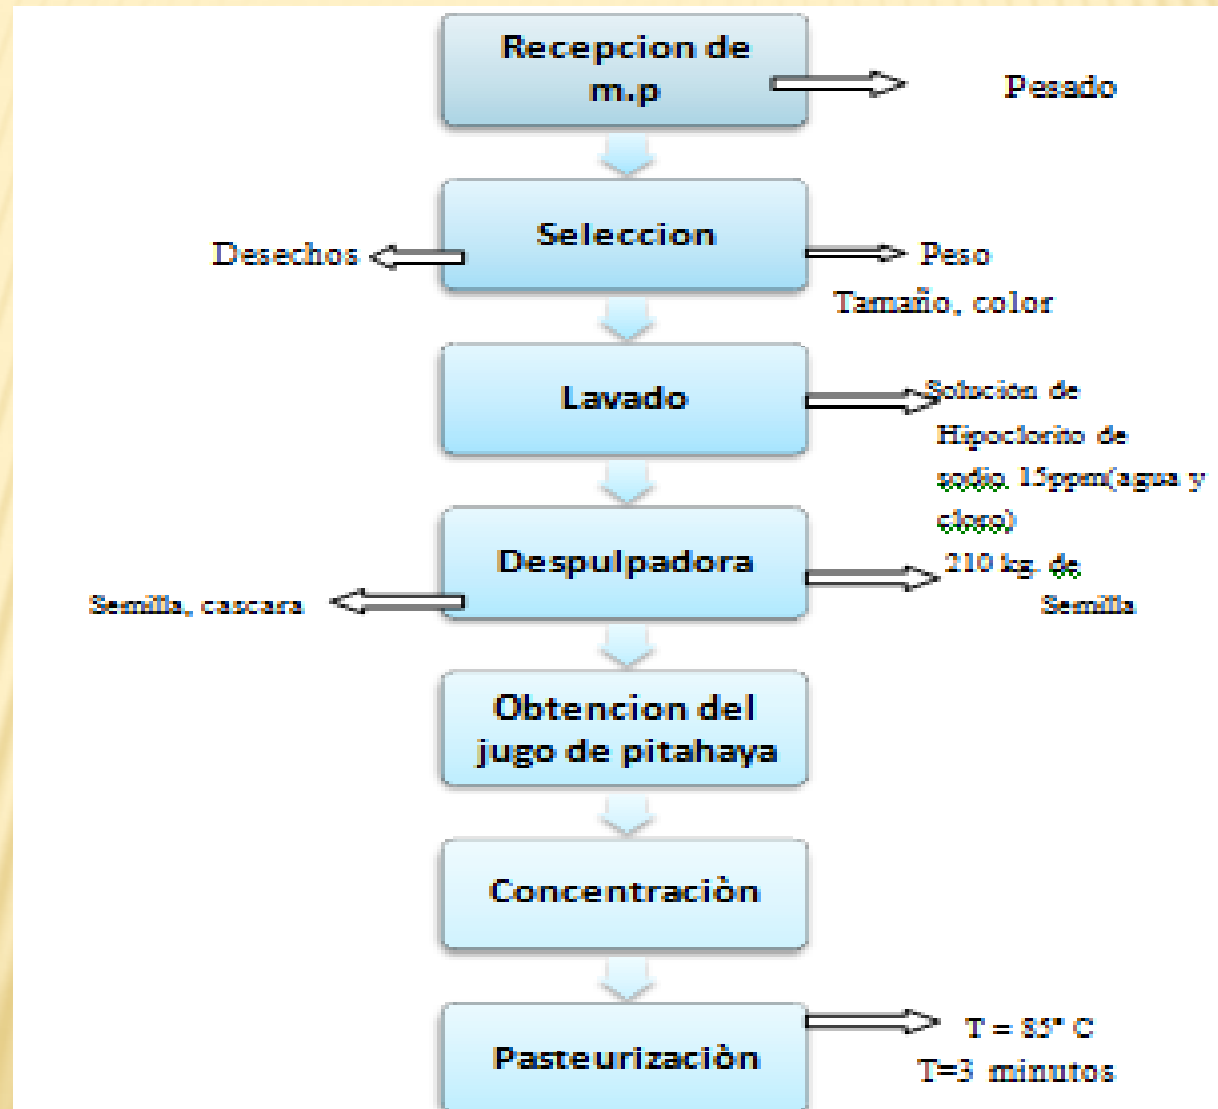 Recepcion de
m.p
Pesado
Seleccion
Desechos
Peso
Tamaño, color
Lavado
Solución de
Hipoclorito de
sodio 15ppm(agua y
cloro)
Despulpadora
210 kg. de
Semilla
Semilla, cascara
Obtencion del
jugo de pitahaya
Concentraciòn
Pasteurizaciòn
T = 85° C
T=3 minutos